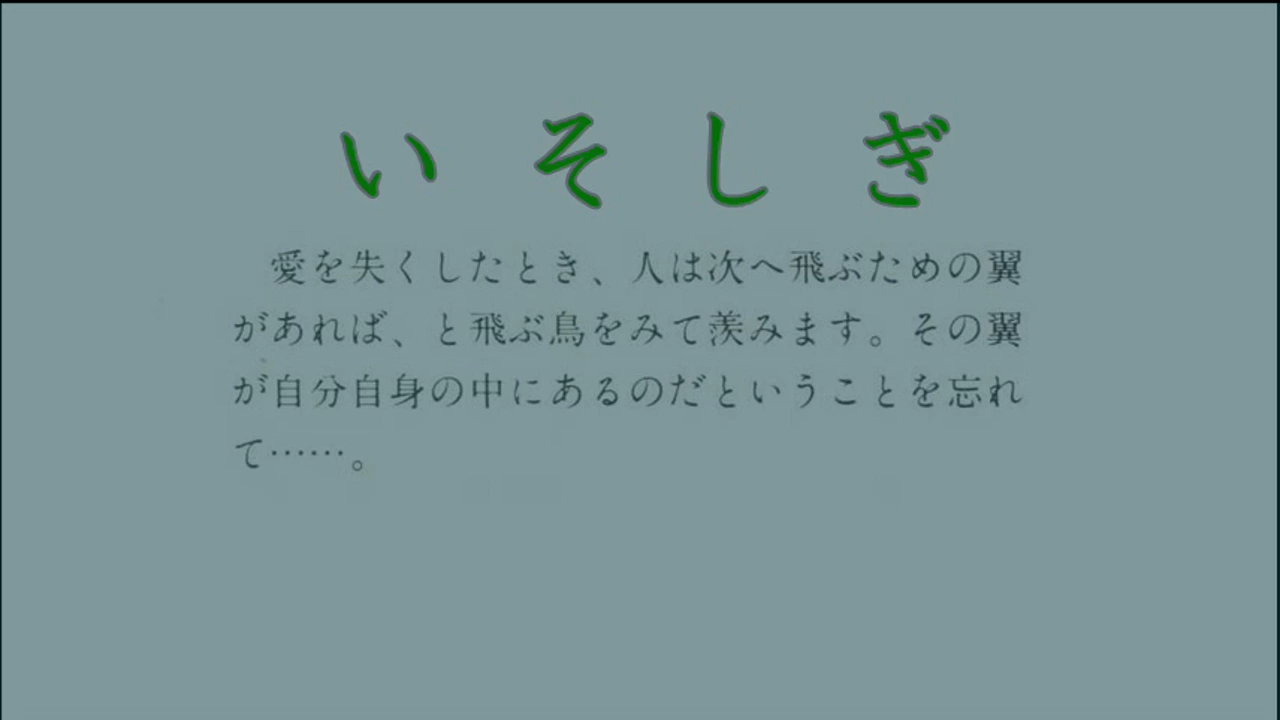 いそしぎ
愛を失くしたとき、人は次へ飛ぶための翼
があれば、と飛ぶ鳥をみて羨みます。その翼
が自分自身の中にあるのだということを忘れ
て……。